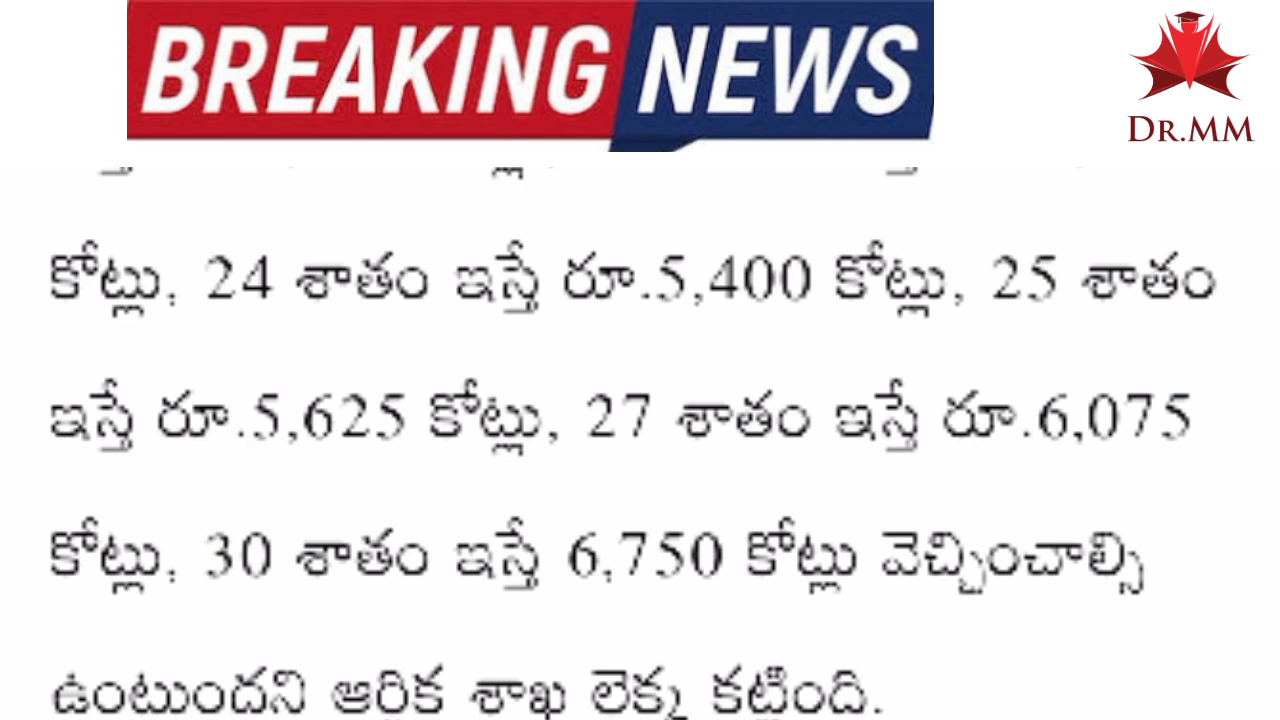 BREAKING NEWS
DR.MM
కోట్లు, 24 శాతం ఇస్తే రూ.5,400 కోట్లు, 25 శాతం
ఇస్తే రూ.5,625 కోట్లు, 27 శాతం ఇస్తే రూ.6,075
కోట్లు, 30 శాతం ఇస్తే 6,750 కోట్లు వెచ్చించాల్సి
ఉంటుందని ఆర్థిక శాఖ లెక్క కట్టింది.